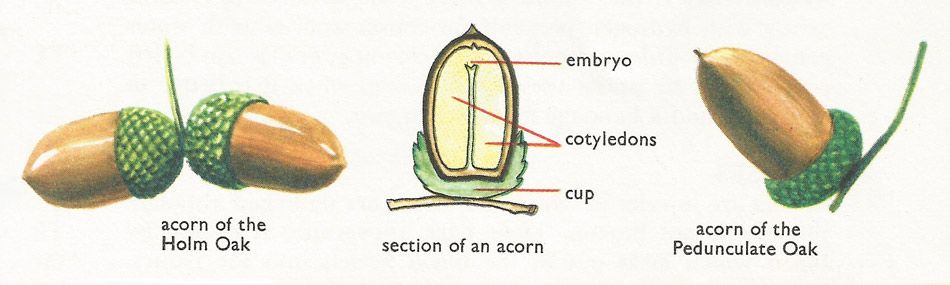 embryo
cotyledons
cup
acorn of the
Holm Oak
section of an acorn
acorn of the
Pedunculate Oak